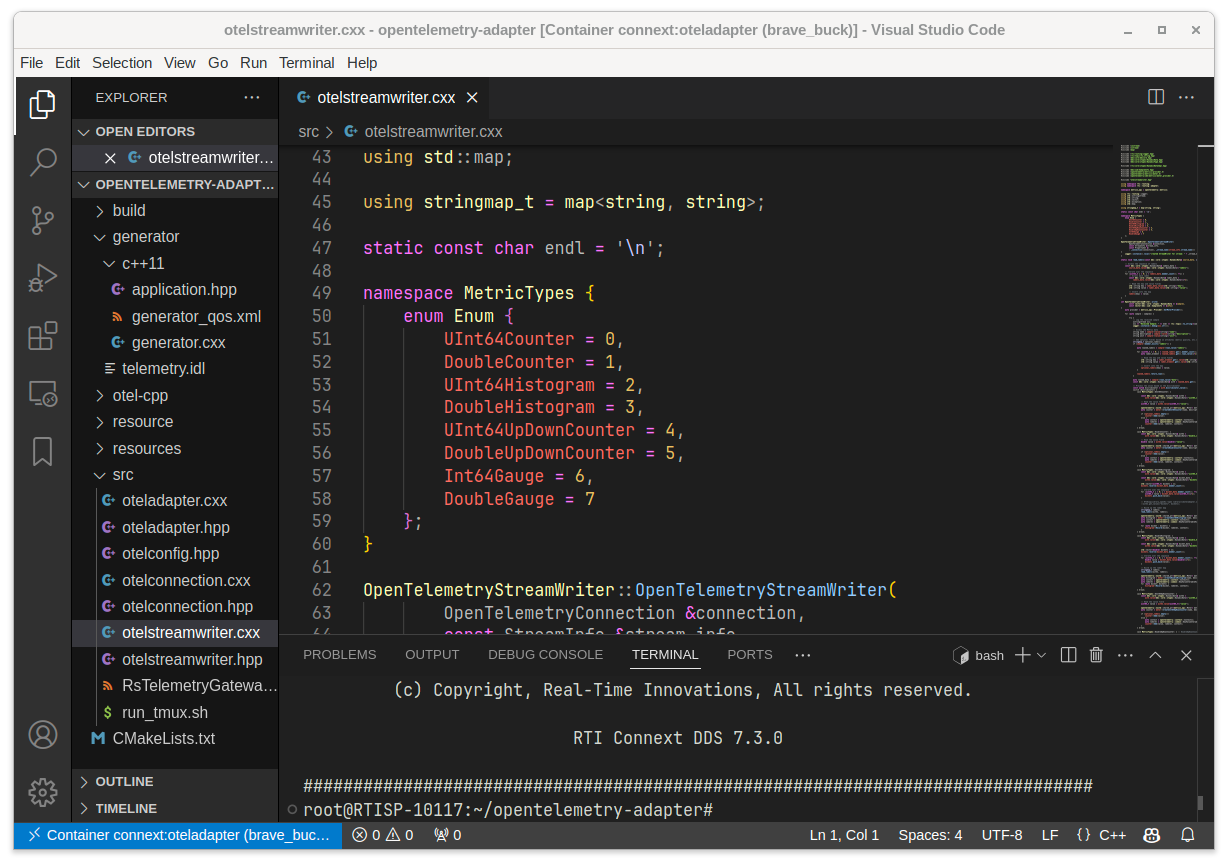 otelstreamwriter.cxx - opentelemetry-adapter [Container connext:oteladapter (brave_buck)] - Visual Studio Code
File Edit Selection View Go Run Terminal Help
EXPLORER
OPEN EDITORS
otelstreamwriter...
OPENTELEMETRY-ADAPT...
build
generator
c++11
application.hpp
generator_qos.xml
generator.cxx
telemetry.idl
otel-cpp
resource
resources
src
oteladapter.cxx
oteladapter.hpp
otelconfig.hpp
otelconnection.cxx
otelconnection.hpp
otelstreamwriter.cxx
otelstreamwriter.hpp
RsTelemetryGatewa...
$ run_tmux.sh
CMakeLists.txt
OUTLINE
TIMELINE
otelstreamwriter.cxx
src > otelstreamwriter.cxx
43 using std::map;
44
45 using stringmap_t = map<string, string>;
46
47 static const char endl = '\n';
48
49 namespace MetricTypes {
50 enum Enum {
51 UInt64Counter = 0,
52 DoubleCounter = 1,
53 UInt64Histogram = 2,
54 DoubleHistogram = 3,
55 UInt64UpDownCounter = 4,
56 DoubleUpDownCounter = 5,
57 Int64Gauge = 6,
58 DoubleGauge = 7
59 };
60 }
61
62 OpenTelemetryStreamWriter::OpenTelemetryStreamWriter(
63 OpenTelemetryConnection &connection,
64 const StreamInfo &stream_info,
PROBLEMS OUTPUT DEBUG CONSOLE TERMINAL PORTS ··· bash
(c) Copyright, Real-Time Innovations, All rights reserved.
RTI Connext DDS 7.3.0
###############################################################################
root@RTISP-10117:~/opentelemetry-adapter#
Container connext:oteladapter (brave_buc... 0 0 0 Ln 1, Col 1 Spaces: 4 UTF-8 LF {} C++